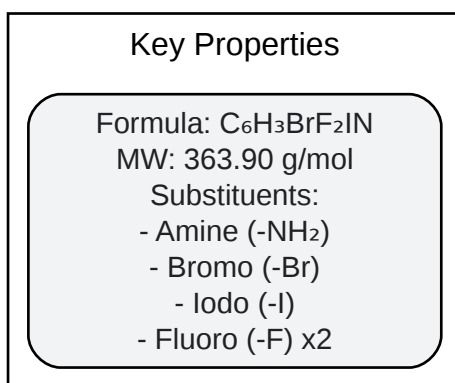 Key Properties
Formula: C₆H₃BrF₂IN
MW: 363.90 g/mol
Substituents:
- Amine (-NH₂)
- Bromo (-Br)
- Iodo (-I)
- Fluoro (-F) x2